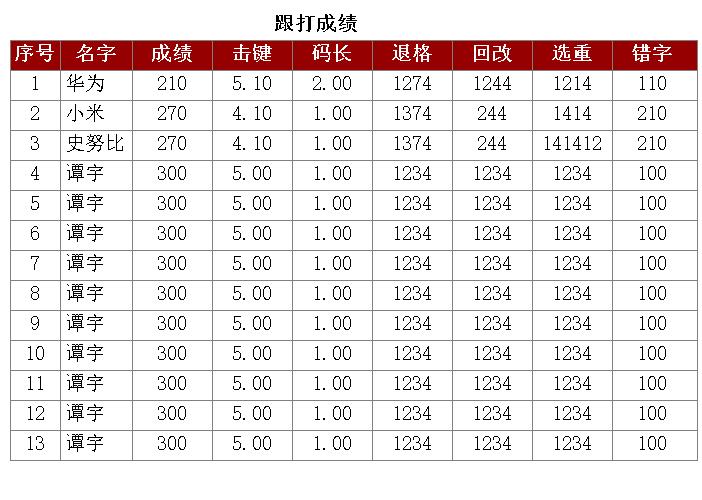 跟打成绩
序号 名字 成绩 击键 码长 退格 回改 选重 错字
1 华为 210 5.10 2.00 1274 1244 1214 110
2 小米 270 4.10 1.00 1374 244 1414 210
3 史努比 270 4.10 1.00 1374 244 141412 210
4 谭宇 300 5.00 1.00 1234 1234 1234 100
5 谭宇 300 5.00 1.00 1234 1234 1234 100
6 谭宇 300 5.00 1.00 1234 1234 1234 100
7 谭宇 300 5.00 1.00 1234 1234 1234 100
8 谭宇 300 5.00 1.00 1234 1234 1234 100
9 谭宇 300 5.00 1.00 1234 1234 1234 100
10 谭宇 300 5.00 1.00 1234 1234 1234 100
11 谭宇 300 5.00 1.00 1234 1234 1234 100
12 谭宇 300 5.00 1.00 1234 1234 1234 100
13 谭宇 300 5.00 1.00 1234 1234 1234 100